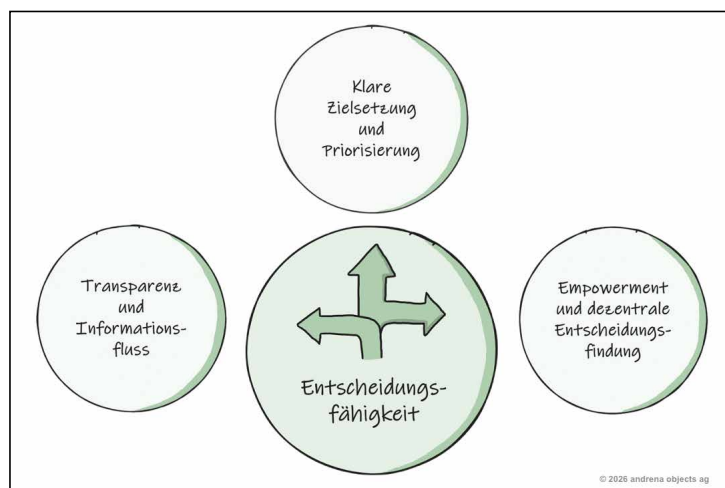 Klare
Zielsetzung
und
Priorisierung
Transparenz
und
Informations-
fluss
Entscheidungs-
fähigkeit
Empowerment
und dezentrale
Entscheidungs-
findung
© 2026 andrena objects ag